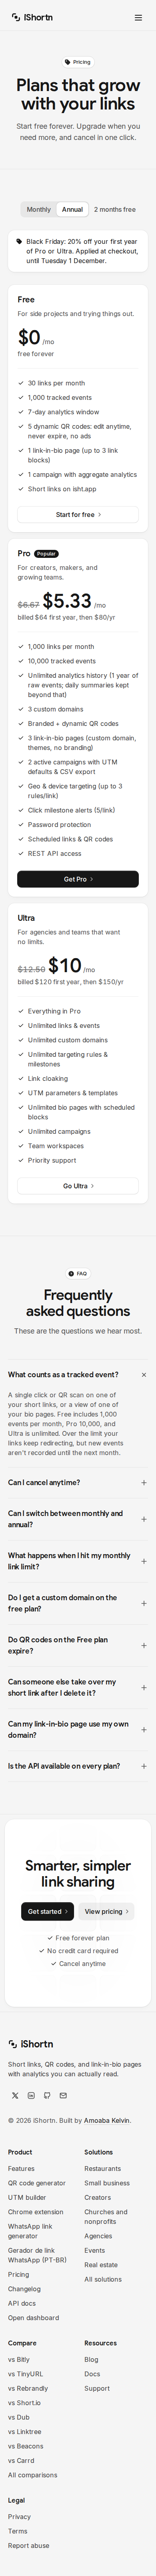 iShortn
Pricing
Plans that grow
with your links
Start free forever. Upgrade when you
need more, and cancel in one click.
Monthly Annual 2 months free
Black Friday: 20% off your first year
of Pro or Ultra. Applied at checkout,
until Tuesday 1 December.
Free
For side projects and trying things out.
$0 /mo
free forever
30 links per month
1,000 tracked events
7-day analytics window
5 dynamic QR codes: edit anytime,
never expire, no ads
1 link-in-bio page (up to 3 link
blocks)
1 campaign with aggregate analytics
Short links on isht.app
Start for free
Pro Popular
For creators, makers, and
growing teams.
$6.67 $5.33 /mo
billed $64 first year, then $80/yr
1,000 links per month
10,000 tracked events
Unlimited analytics history (1 year of
raw events; daily summaries kept
beyond that)
3 custom domains
Branded + dynamic QR codes
3 link-in-bio pages (custom domain,
themes, no branding)
2 active campaigns with UTM
defaults & CSV export
Geo & device targeting (up to 3
rules/link)
Click milestone alerts (5/link)
Password protection
Scheduled links & QR codes
REST API access
Get Pro
Ultra
For agencies and teams that want
no limits.
$12.50 $10 /mo
billed $120 first year, then $150/yr
Everything in Pro
Unlimited links & events
Unlimited custom domains
Unlimited targeting rules &
milestones
Link cloaking
UTM parameters & templates
Unlimited bio pages with scheduled
blocks
Unlimited campaigns
Team workspaces
Priority support
Go Ultra
FAQ
Frequently
asked questions
These are the questions we hear most.
What counts as a tracked event?
A single click or QR scan on one of
your short links, or a view of one of
your bio pages. Free includes 1,000
events per month, Pro 10,000, and
Ultra is unlimited. Over the limit your
links keep redirecting, but new events
aren't recorded until the next month.
Can I cancel anytime?
Can I switch between monthly and
annual?
What happens when I hit my monthly
link limit?
Do I get a custom domain on the
free plan?
Do QR codes on the Free plan
expire?
Can someone else take over my
short link after I delete it?
Can my link-in-bio page use my own
domain?
Is the API available on every plan?
Smarter, simpler
link sharing
Get started View pricing
Free forever plan
No credit card required
Cancel anytime
iShortn
Short links, QR codes, and link-in-bio pages
with analytics you can actually read.
© 2026 iShortn. Built by Amoaba Kelvin.
Product
Features
QR code generator
UTM builder
Chrome extension
WhatsApp link
generator
Gerador de link
WhatsApp (PT-BR)
Pricing
Changelog
API docs
Open dashboard
Solutions
Restaurants
Small business
Creators
Churches and
nonprofits
Agencies
Events
Real estate
All solutions
Compare
vs Bitly
vs TinyURL
vs Rebrandly
vs Short.io
vs Dub
vs Linktree
vs Beacons
vs Carrd
All comparisons
Resources
Blog
Docs
Support
Legal
Privacy
Terms
Report abuse